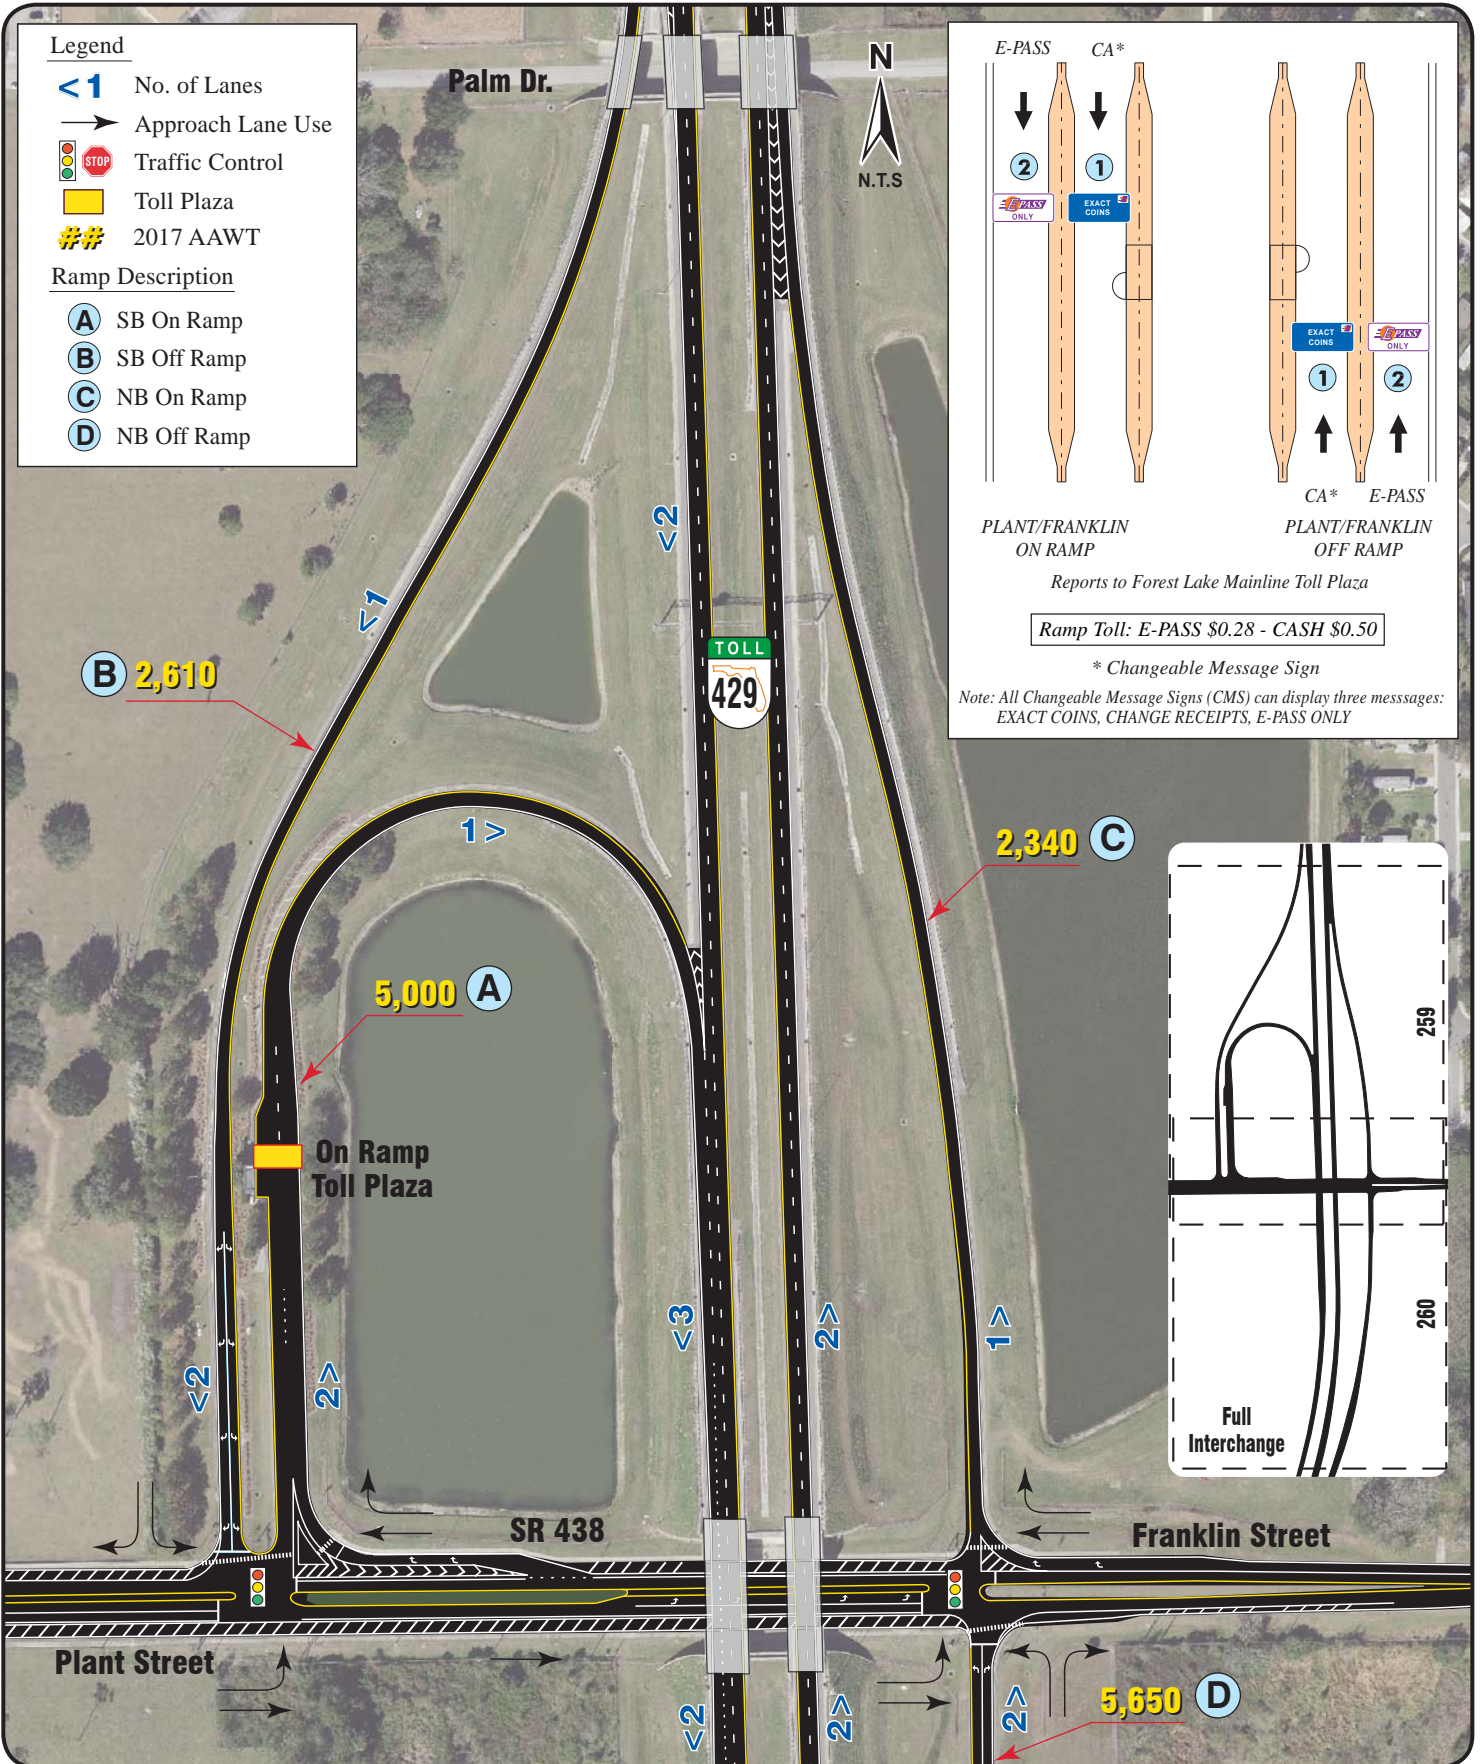 Legend
< 1 No. of Lanes
Approach Lane Use
STOP Traffic Control
Toll Plaza
## 2017 AAWT
Ramp Description
A SB On Ramp
B SB Off Ramp
C NB On Ramp
D NB Off Ramp
Palm Dr.
N
N.T.S
E-PASS CA*
2 1
E-PASS ONLY
EXACT COINS
EXACT COINS
E-PASS ONLY
1 2
CA* E-PASS
PLANT/FRANKLIN
ON RAMP
PLANT/FRANKLIN
OFF RAMP
Reports to Forest Lake Mainline Toll Plaza
Ramp Toll: E-PASS $0.28 - CASH $0.50
* Changeable Message Sign
Note: All Changeable Message Signs (CMS) can display three messsages:
EXACT COINS, CHANGE RECEIPTS, E-PASS ONLY
<2
<1
TOLL
429
B 2,610
1 >
2,340 C
5,000 A
On Ramp
Toll Plaza
<3
2>
1 >
<2
2>
259
260
Full
Interchange
SR 438
Franklin Street
Plant Street
<2
2>
2>
5,650 D